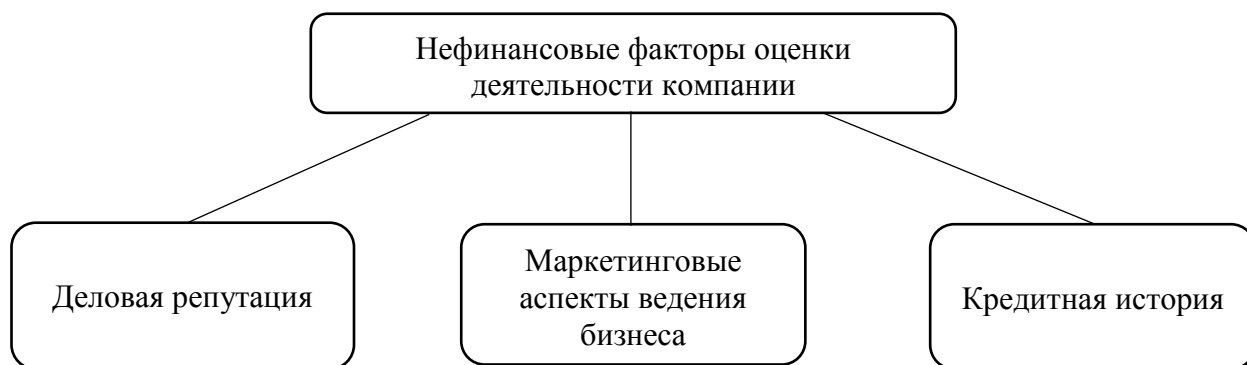 Нефинансовые факторы оценки
деятельности компании
Деловая репутация
Маркетинговые
аспекты ведения
бизнеса
Кредитная история